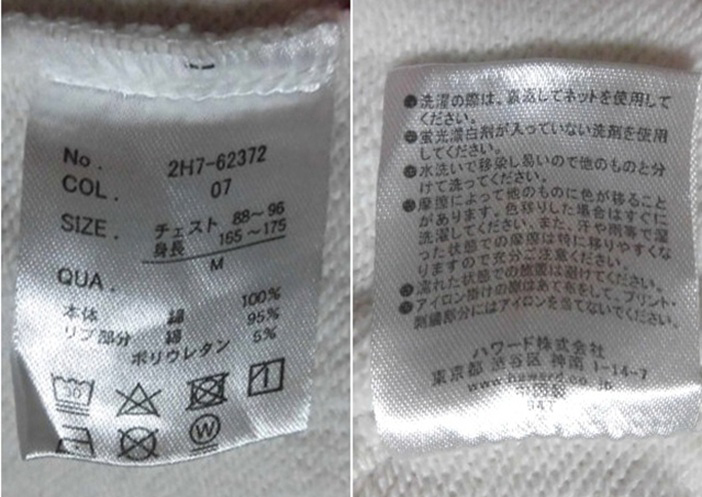 No. 2H7-62372
COL. 07
SIZE. チェスト 88~96
身長 165~175
M
QUA.
本体 綿 100%
リブ部分 綿 95%
ポリウレタン 5%
30
1
W
●洗濯の際は、裏返してネットを使用して
ください。
●蛍光漂白剤が入っていない洗剤を使用
してください。
●水洗いで移染し易いので他のものと分
けて洗ってください。
●摩擦によって他のものに色が移ること
があります。色移りした場合はすぐに
洗濯してください。また、汗や雨等で湿
った状態での摩擦は特に移りやすくな
りますので充分ご注意ください。
●濡れた状態での放置は避けてください。
●アイロン掛けの際はあて布をして、プリント・
刺繍部分にはアイロンを当てないでください。
ハワード株式会社
東京都 渋谷区 神南 1-14-7
www.howard.co.jp
中国製
547